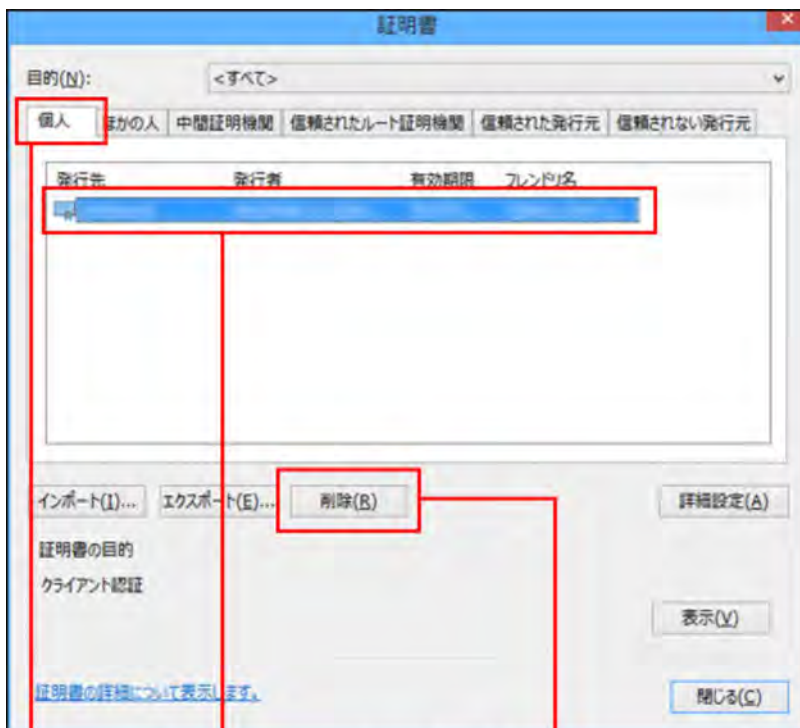 証明書
目的(N): <すべて>
個人 ほかの人 中間証明機関 信頼されたルート証明機関 信頼された発行元 信頼されない発行元
発行先 発行者 有効期限 フレンドリ名
インポート(I)... エクスポート(E)... 削除(R) 詳細設定(A)
証明書の目的
クライアント認証
表示(V)
証明書の詳細について表示します。
閉じる(C)